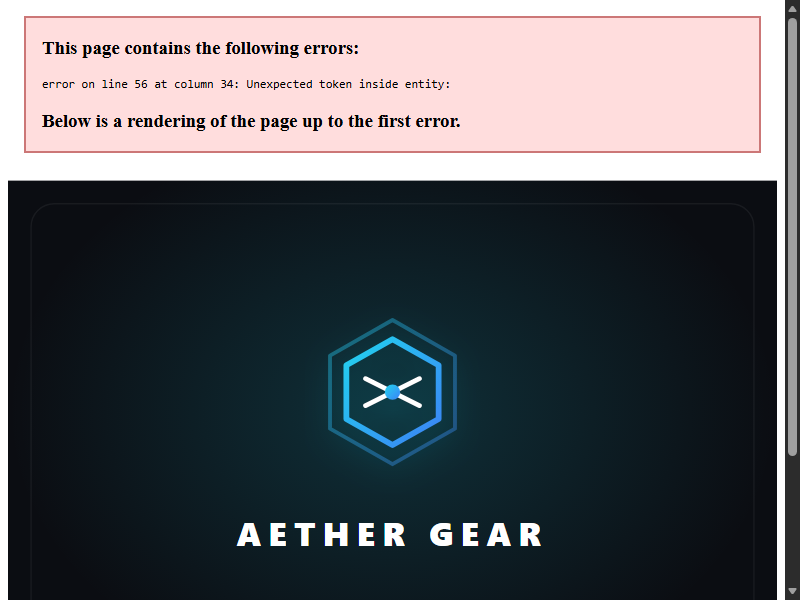 This page contains the following errors:
error on line 56 at column 34: Unexpected token inside entity:
Below is a rendering of the page up to the first error.
AETHER GEAR